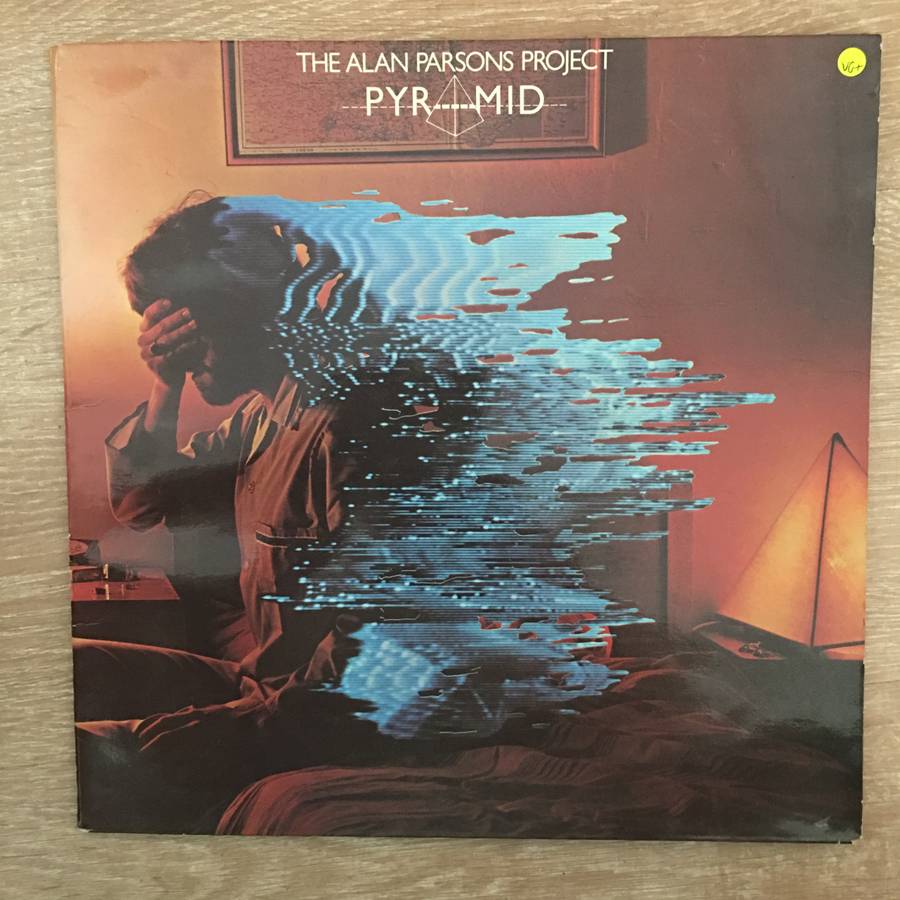 THE ALAN PARSONS PROJECT
PYRAMID
VG+